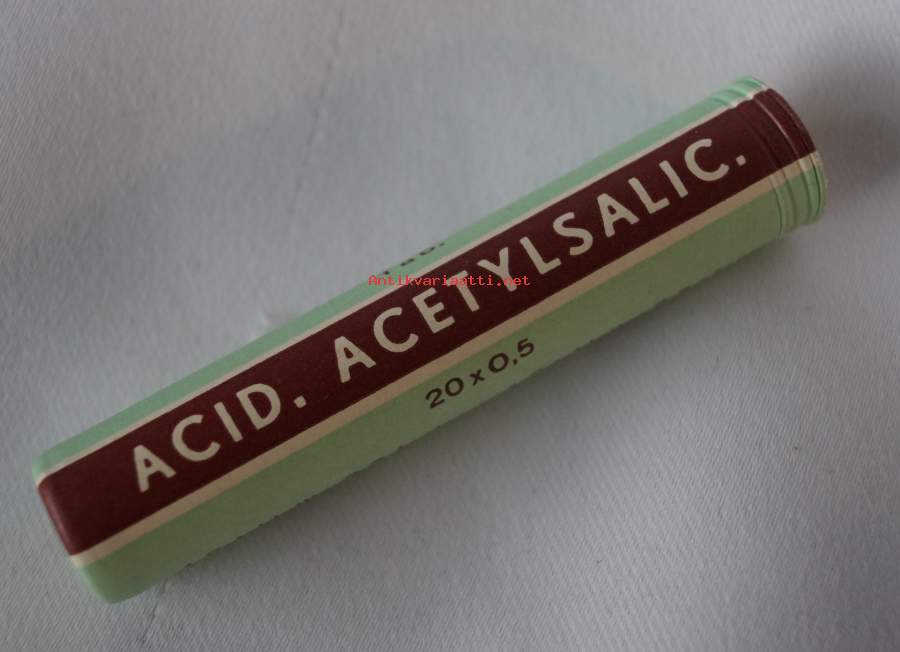 ACID. ACETYLSALIC.
20 x 0,5
Antikvariaatti.net